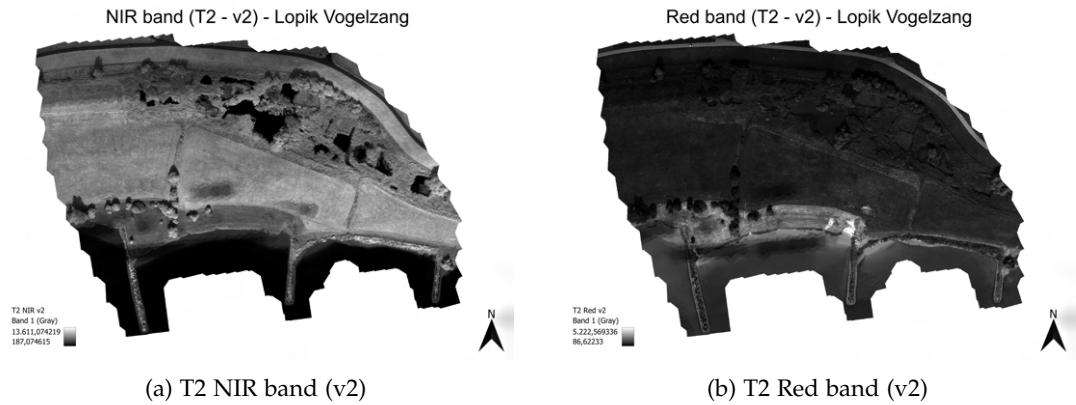 NIR band (T2 - v2) - Lopik Vogelzang
T2 NIR v2
Band 1 (Gray)
13.611,074219
187,074615
N
(a) T2 NIR band (v2)
Red band (T2 - v2) - Lopik Vogelzang
T2 Red v2
Band 1 (Gray)
5.222,569336
86,62233
N
(b) T2 Red band (v2)